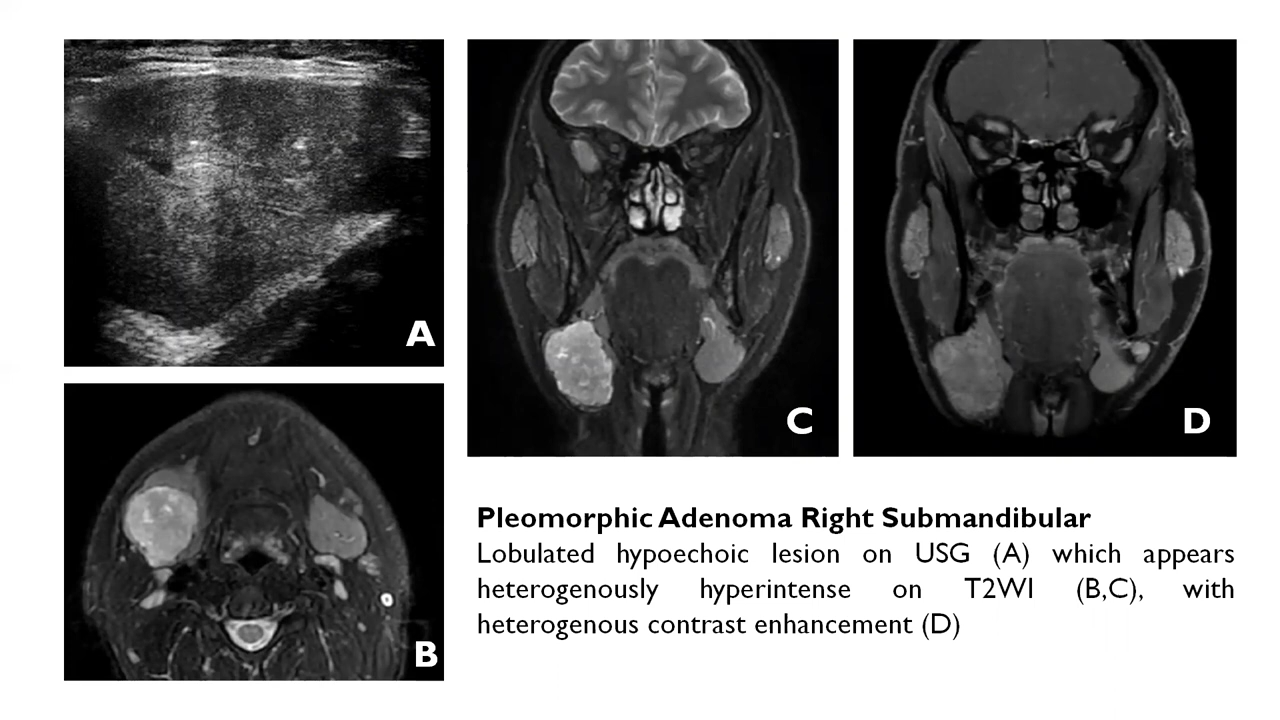 A
B
C
D
Pleomorphic Adenoma Right Submandibular
Lobulated hypoechoic lesion on USG (A) which appears
heterogenously hyperintense on T2WI (B,C), with
heterogenous contrast enhancement (D)